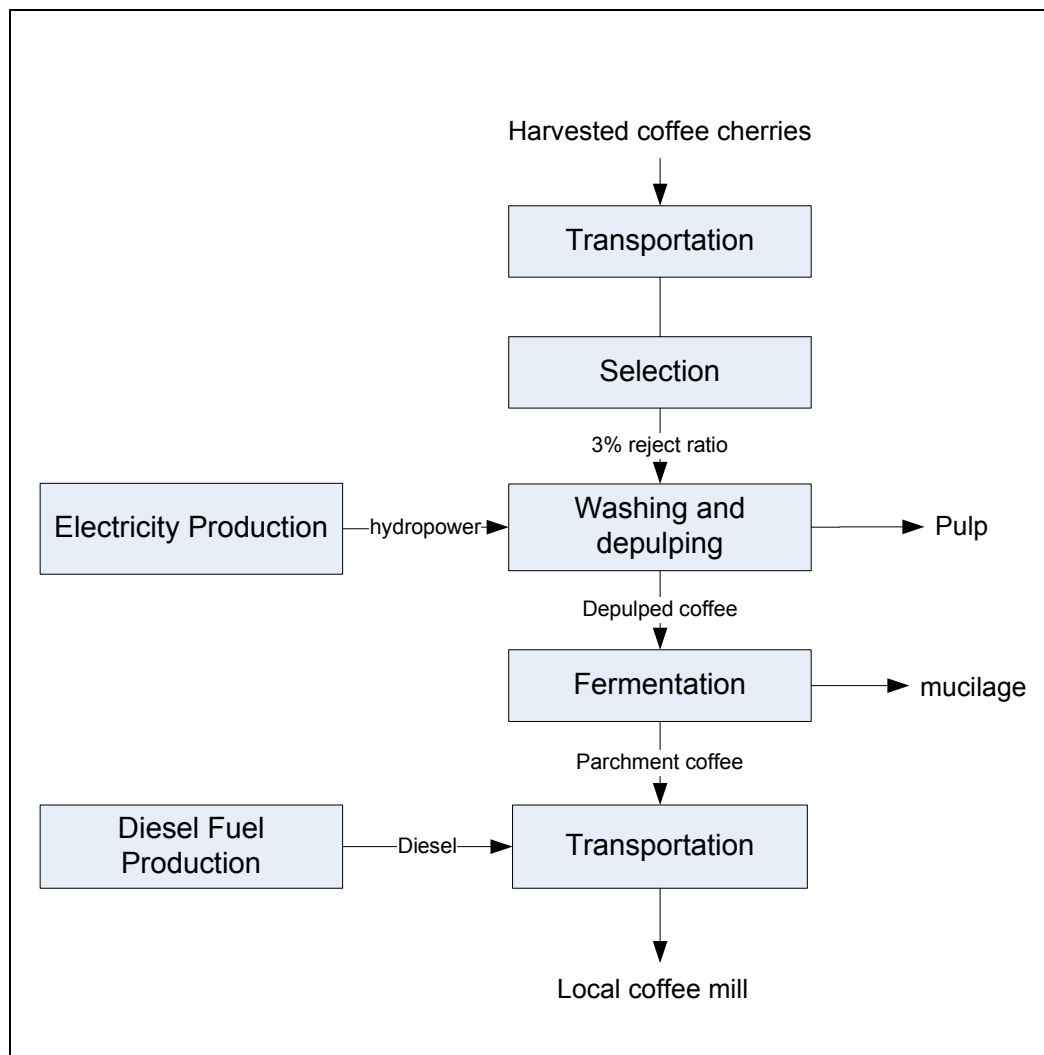 Harvested coffee cherries
Transportation
Selection
3% reject ratio
Electricity Production
hydropower
Washing and
depulping
Pulp
Depulped coffee
Fermentation
mucilage
Parchment coffee
Diesel Fuel
Production
Diesel
Transportation
Local coffee mill